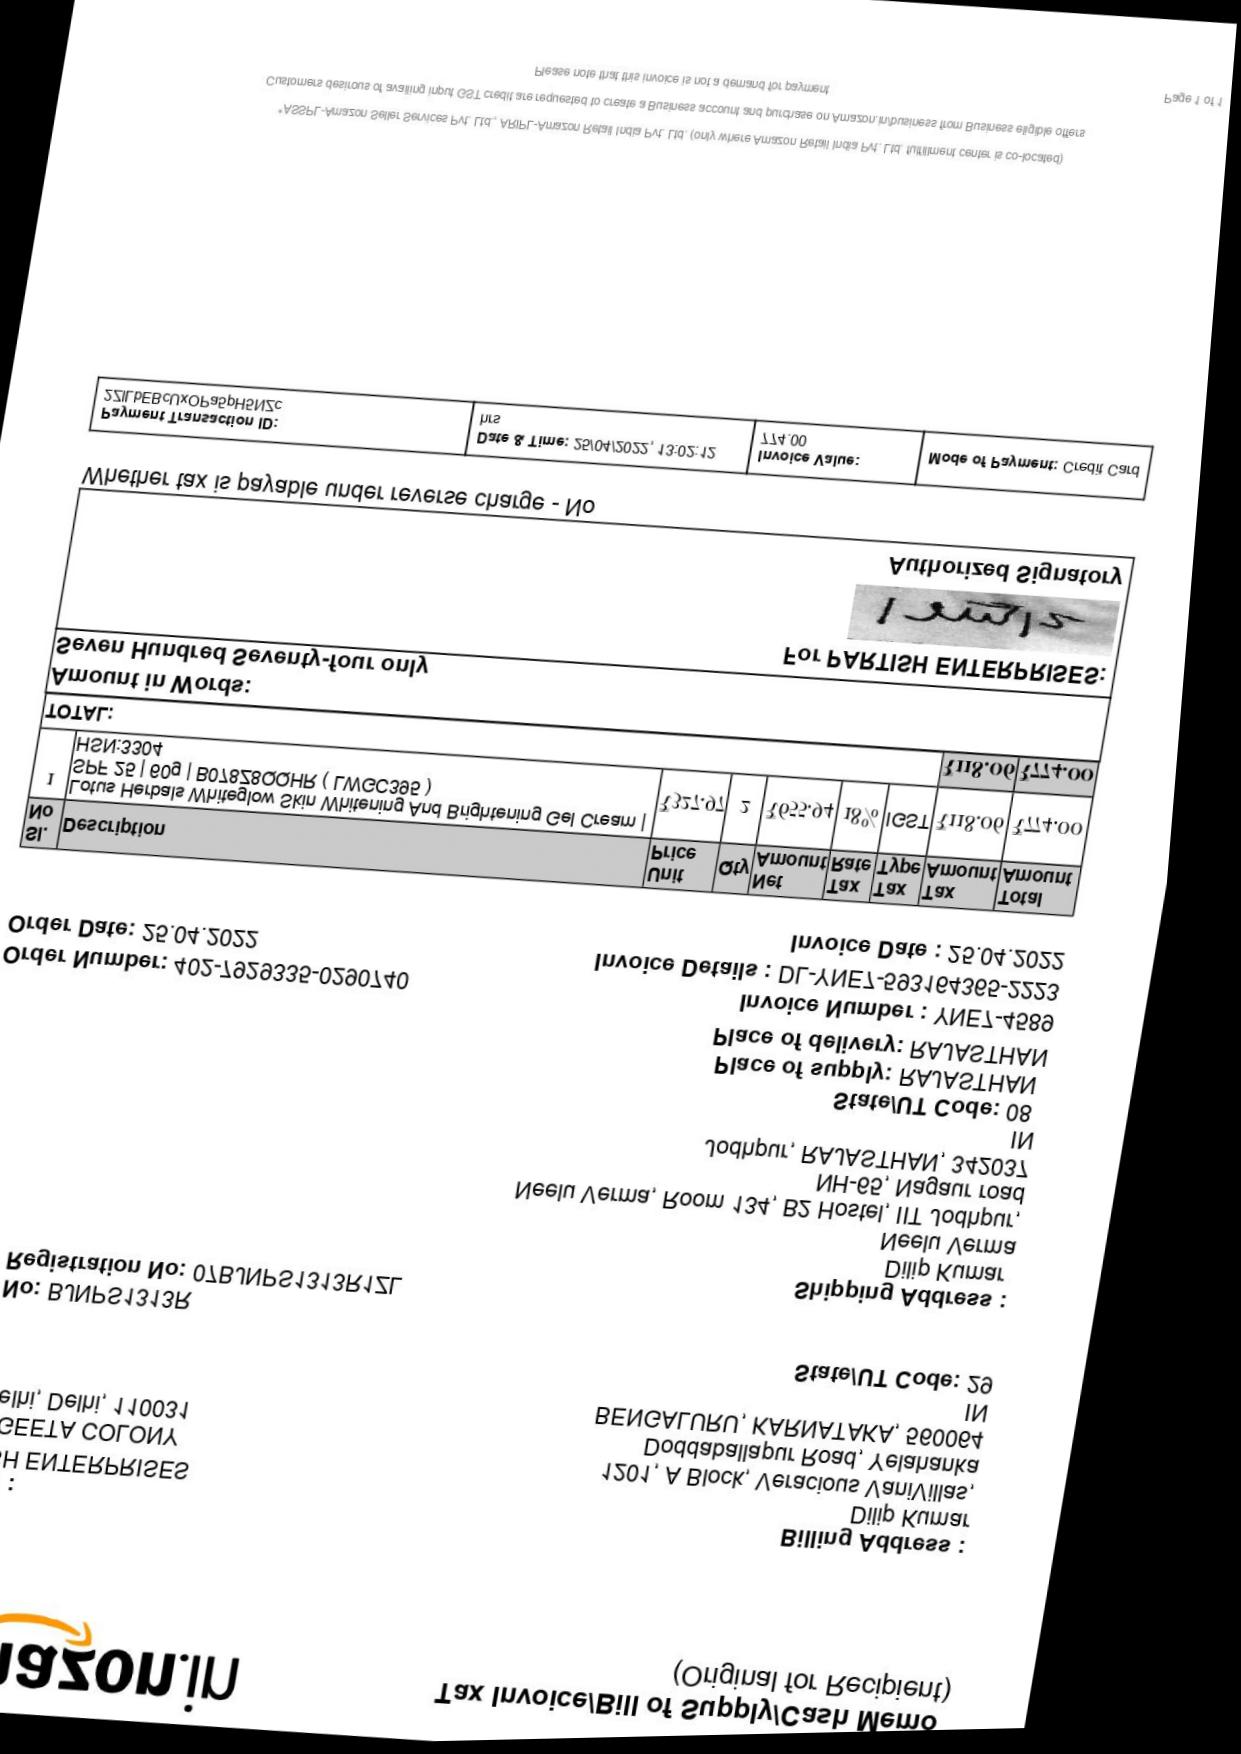 amazon.in
Tax Invoice/Bill of Supply/Cash Memo
(Original for Recipient)
:
SH ENTERPRISES
GEETA COLONY
elhi, Delhi, 110031
No: BJNPS1313R
Registration No: 07BJNPS1313R1ZL
Billing Address :
Dilip Kumar
1201, A Block, Veracious VaniVillas,
Doddaballapur Road, Yelahanka
BENGALURU, KARNATAKA, 560064
IN
State/UT Code: 29
Shipping Address :
Dilip Kumar
Neelu Verma
Neelu Verma, Room 134, B2 Hostel, IIT Jodhpur,
NH-65, Nagaur road
Jodhpur, RAJASTHAN, 342037
IN
State/UT Code: 08
Place of supply: RAJASTHAN
Place of delivery: RAJASTHAN
Order Number: 402-7929335-0290740
Order Date: 25.04.2022
Invoice Number : YNE7-4589
Invoice Details : DL-YNE7-593164365-2223
Invoice Date : 25.04.2022
Sl. No Description Unit Price Qty Net Amount Tax Rate Tax Type Tax Amount Total Amount
1 Lotus Herbals Whiteglow Skin Whitening And Brightening Gel Cream | ₹327.97 2 ₹655.94 18% IGST ₹118.06 ₹774.00
SPF 25 | 60g | B078Z8QQHR ( LWGC395 )
HSN:3304
TOTAL: ₹118.06 ₹774.00
Amount in Words:
Seven Hundred Seventy-four only
For PARTISH ENTERPRISES:
Authorized Signatory
Whether tax is payable under reverse charge - No
Payment Transaction ID: 2ZILbEBcUxOPa5pH5NZc
Date & Time: 25/04/2022, 13:02:12 hrs
Invoice Value: 774.00
Mode of Payment: Credit Card
*ASSPL-Amazon Seller Services Pvt. Ltd., ARIPL-Amazon Retail India Pvt. Ltd. (only where Amazon Retail India Pvt. Ltd. fulfillment center is co-located)
Customers desirous of availing input GST credit are requested to create a Business account and purchase on Amazon.in/business from Business eligible offers
Please note that this invoice is not a demand for payment
Page 1 of 1